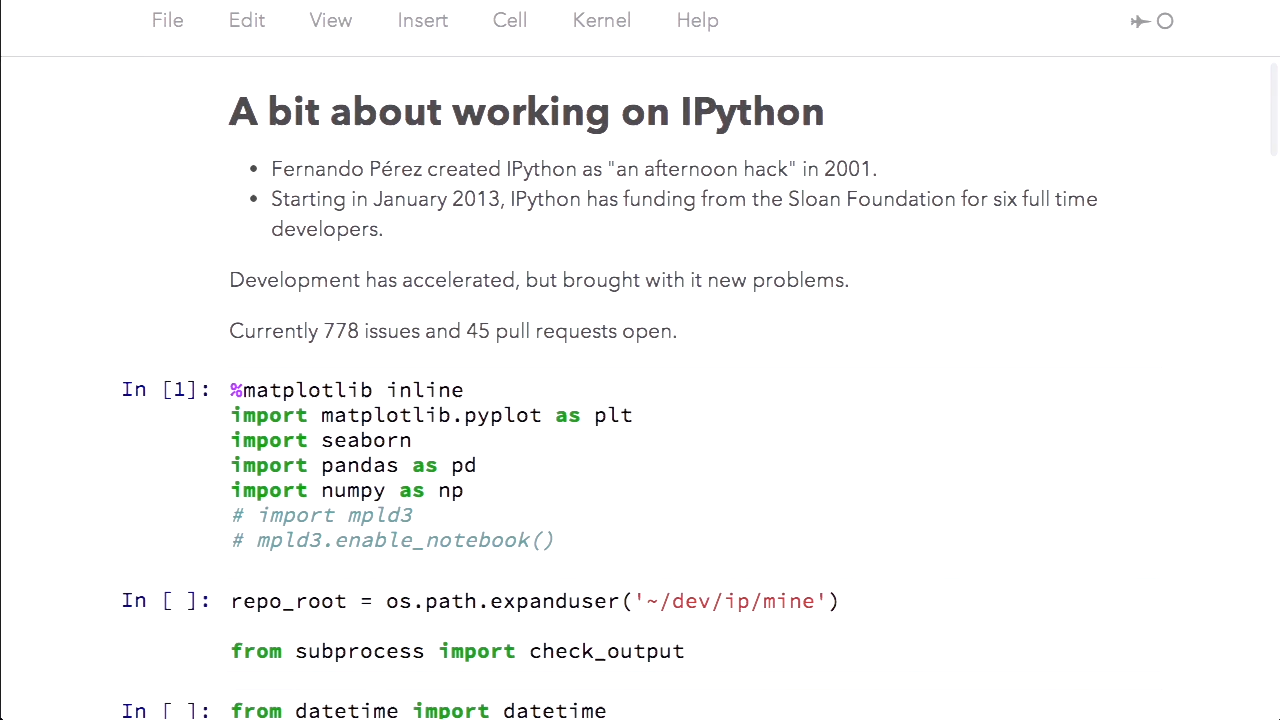 File Edit View Insert Cell Kernel Help
A bit about working on IPython
• Fernando Pérez created IPython as "an afternoon hack" in 2001.
• Starting in January 2013, IPython has funding from the Sloan Foundation for six full time
developers.
Development has accelerated, but brought with it new problems.
Currently 778 issues and 45 pull requests open.
In [1]: %matplotlib inline
import matplotlib.pyplot as plt
import seaborn
import pandas as pd
import numpy as np
# import mpld3
# mpld3.enable_notebook()
In [ ]: repo_root = os.path.expanduser('~/dev/ip/mine')
from subprocess import check_output
In [ ]: from datetime import datetime